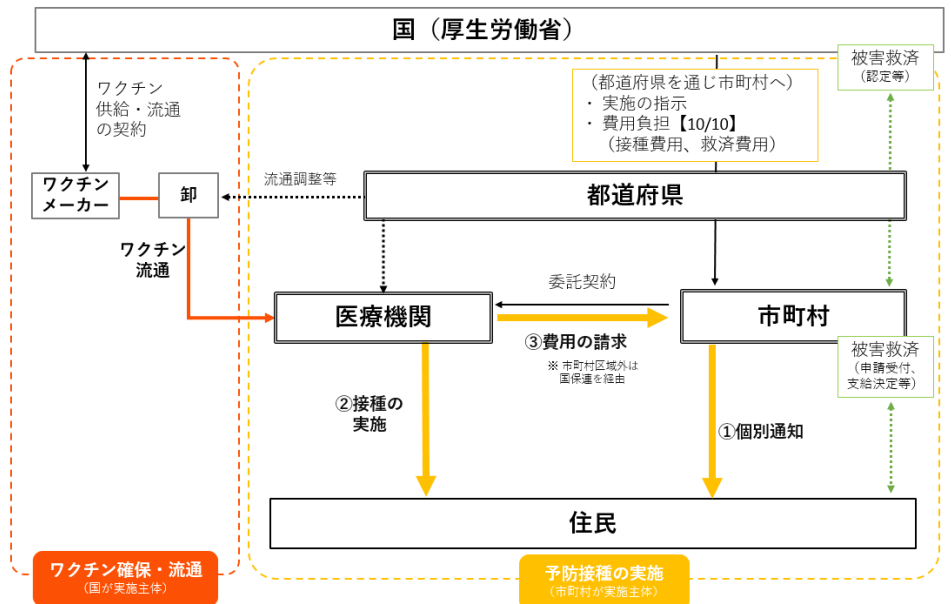 国（厚生労働省）
ワクチン
供給・流通
の契約
（都道府県を通じ市町村へ）
・ 実施の指示
・ 費用負担【10/10】
（接種費用、救済費用）
被害救済
（認定等）
ワクチン
メーカー
卸
流通調整等
都道府県
ワクチン
流通
医療機関
委託契約
市町村
③費用の請求
※ 市町村区域外は
国保連を経由
被害救済
（申請受付、
支給決定等）
②接種の
実施
①個別通知
住民
ワクチン確保・流通
（国が実施主体）
予防接種の実施
（市町村が実施主体）